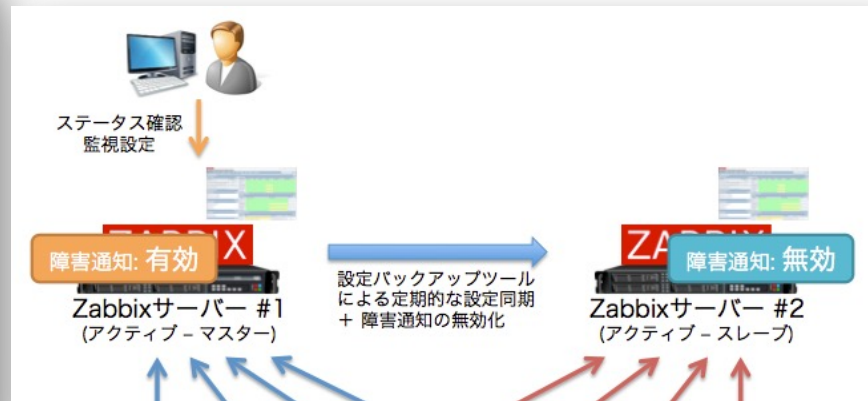 ステータス確認
監視設定
ZABBIX
障害通知: 有効
Zabbixサーバー #1
(アクティブ – マスター)
設定バックアップツール
による定期的な設定同期
＋ 障害通知の無効化
ZABBIX
障害通知: 無効
Zabbixサーバー #2
(アクティブ – スレーブ)